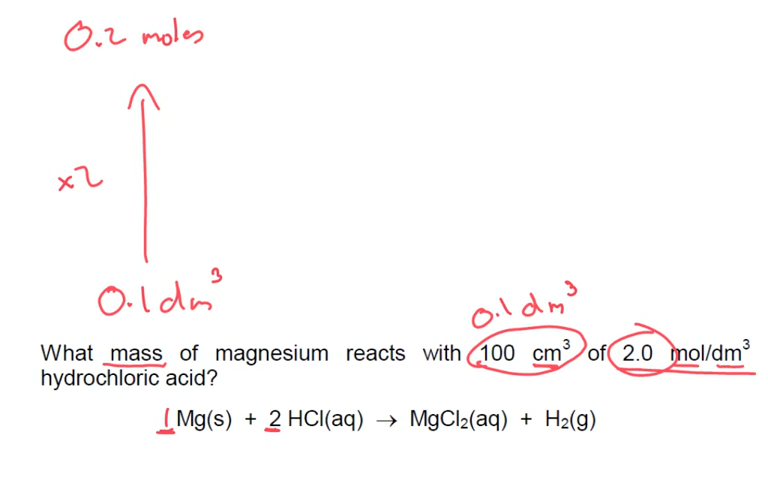 0.2 moles
×2
0.1 dm³
0.1 dm³
What mass of magnesium reacts with 100 cm³ of 2.0 mol/dm³
hydrochloric acid?
1 Mg(s) + 2 HCl(aq) → MgCl₂(aq) + H₂(g)